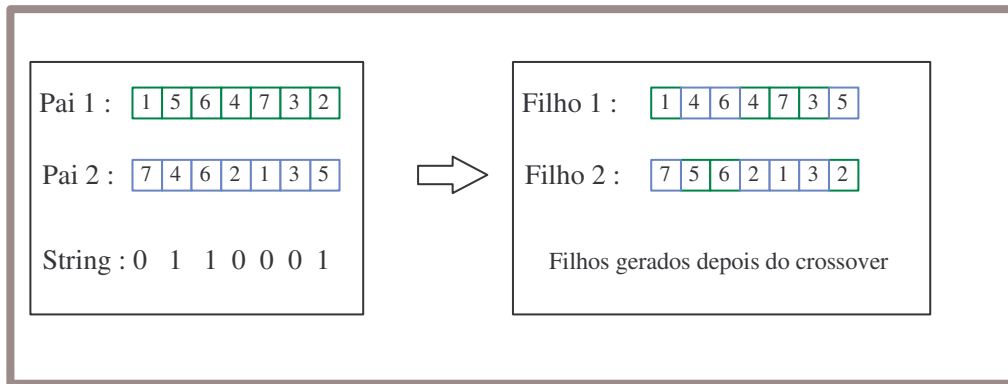 Pai 1 : 1 5 6 4 7 3 2
Pai 2 : 7 4 6 2 1 3 5
String : 0 1 1 0 0 0 1
Filho 1 : 1 4 6 4 7 3 5
Filho 2 : 7 5 6 2 1 3 2
Filhos gerados depois do crossover